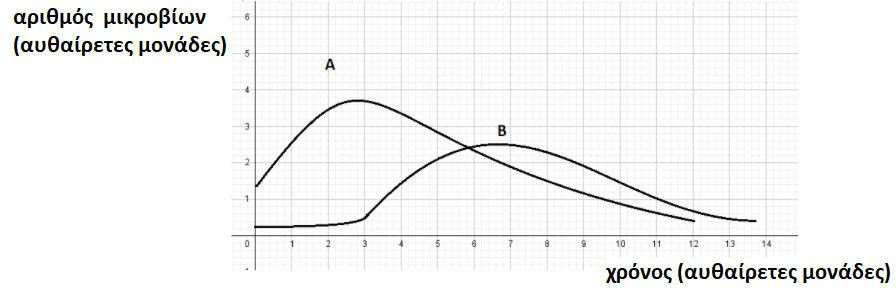 αριθμός μικροβίων
(αυθαίρετες μονάδες)
6
5
A
4
3
B
2
1
0 1 2 3 4 5 6 7 8 9 10 11 12 13 14
χρόνος (αυθαίρετες μονάδες)